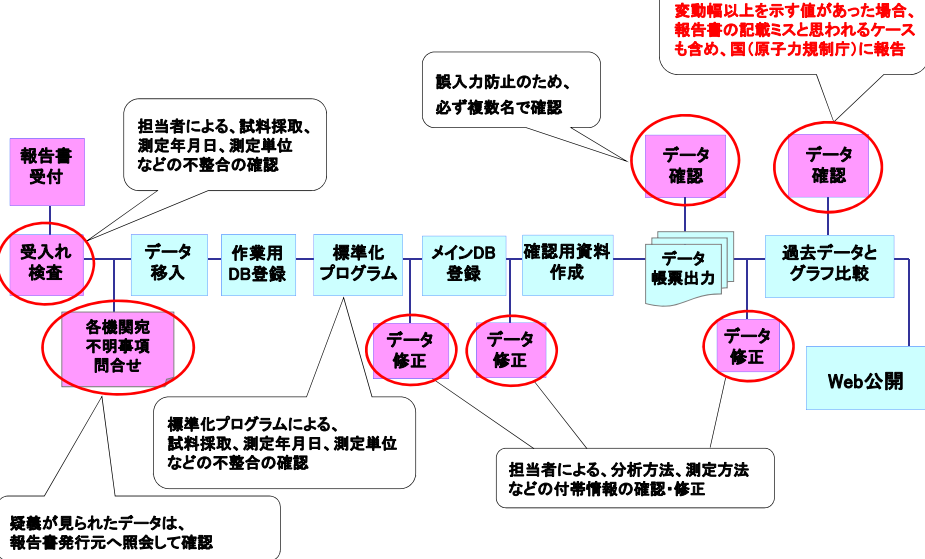 変動幅以上を示す値があった場合、
報告書の記載ミスと思われるケース
も含め、国(原子力規制庁)に報告
誤入力防止のため、
必ず複数名で確認
担当者による、試料採取、
測定年月日、測定単位
などの不整合の確認
報告書
受付
データ
確認
データ
確認
受入れ
検査
データ
移入
作業用
DB登録
標準化
プログラム
メインDB
登録
確認用資料
作成
データ
帳票出力
過去データと
グラフ比較
各機関宛
不明事項
問合せ
データ
修正
データ
修正
データ
修正
Web公開
標準化プログラムによる、
試料採取、測定年月日、測定単位
などの不整合の確認
担当者による、分析方法、測定方法
などの付帯情報の確認・修正
疑義が見られたデータは、
報告書発行元へ照会して確認